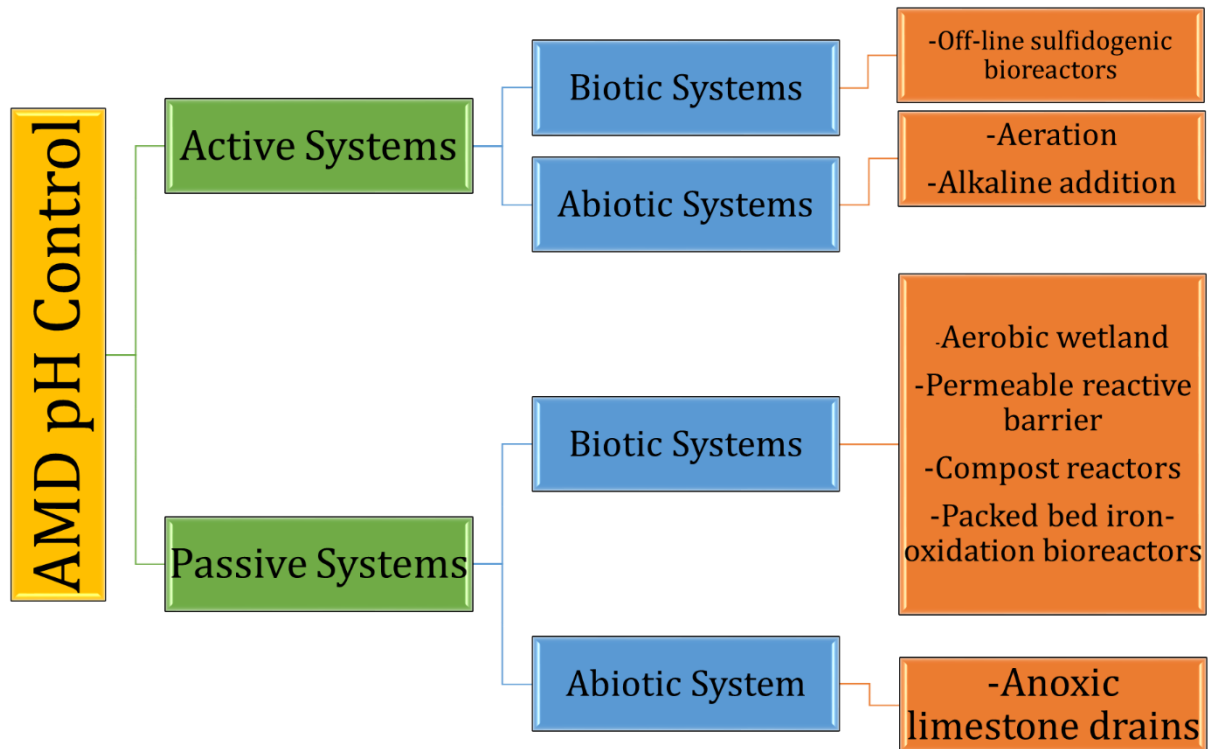 AMD pH Control
Active Systems
Biotic Systems
-Off-line sulfidogenic
bioreactors
Abiotic Systems
-Aeration
-Alkaline addition
Passive Systems
Biotic Systems
-Aerobic wetland
-Permeable reactive
barrier
-Compost reactors
-Packed bed iron-
oxidation bioreactors
Abiotic System
-Anoxic
limestone drains